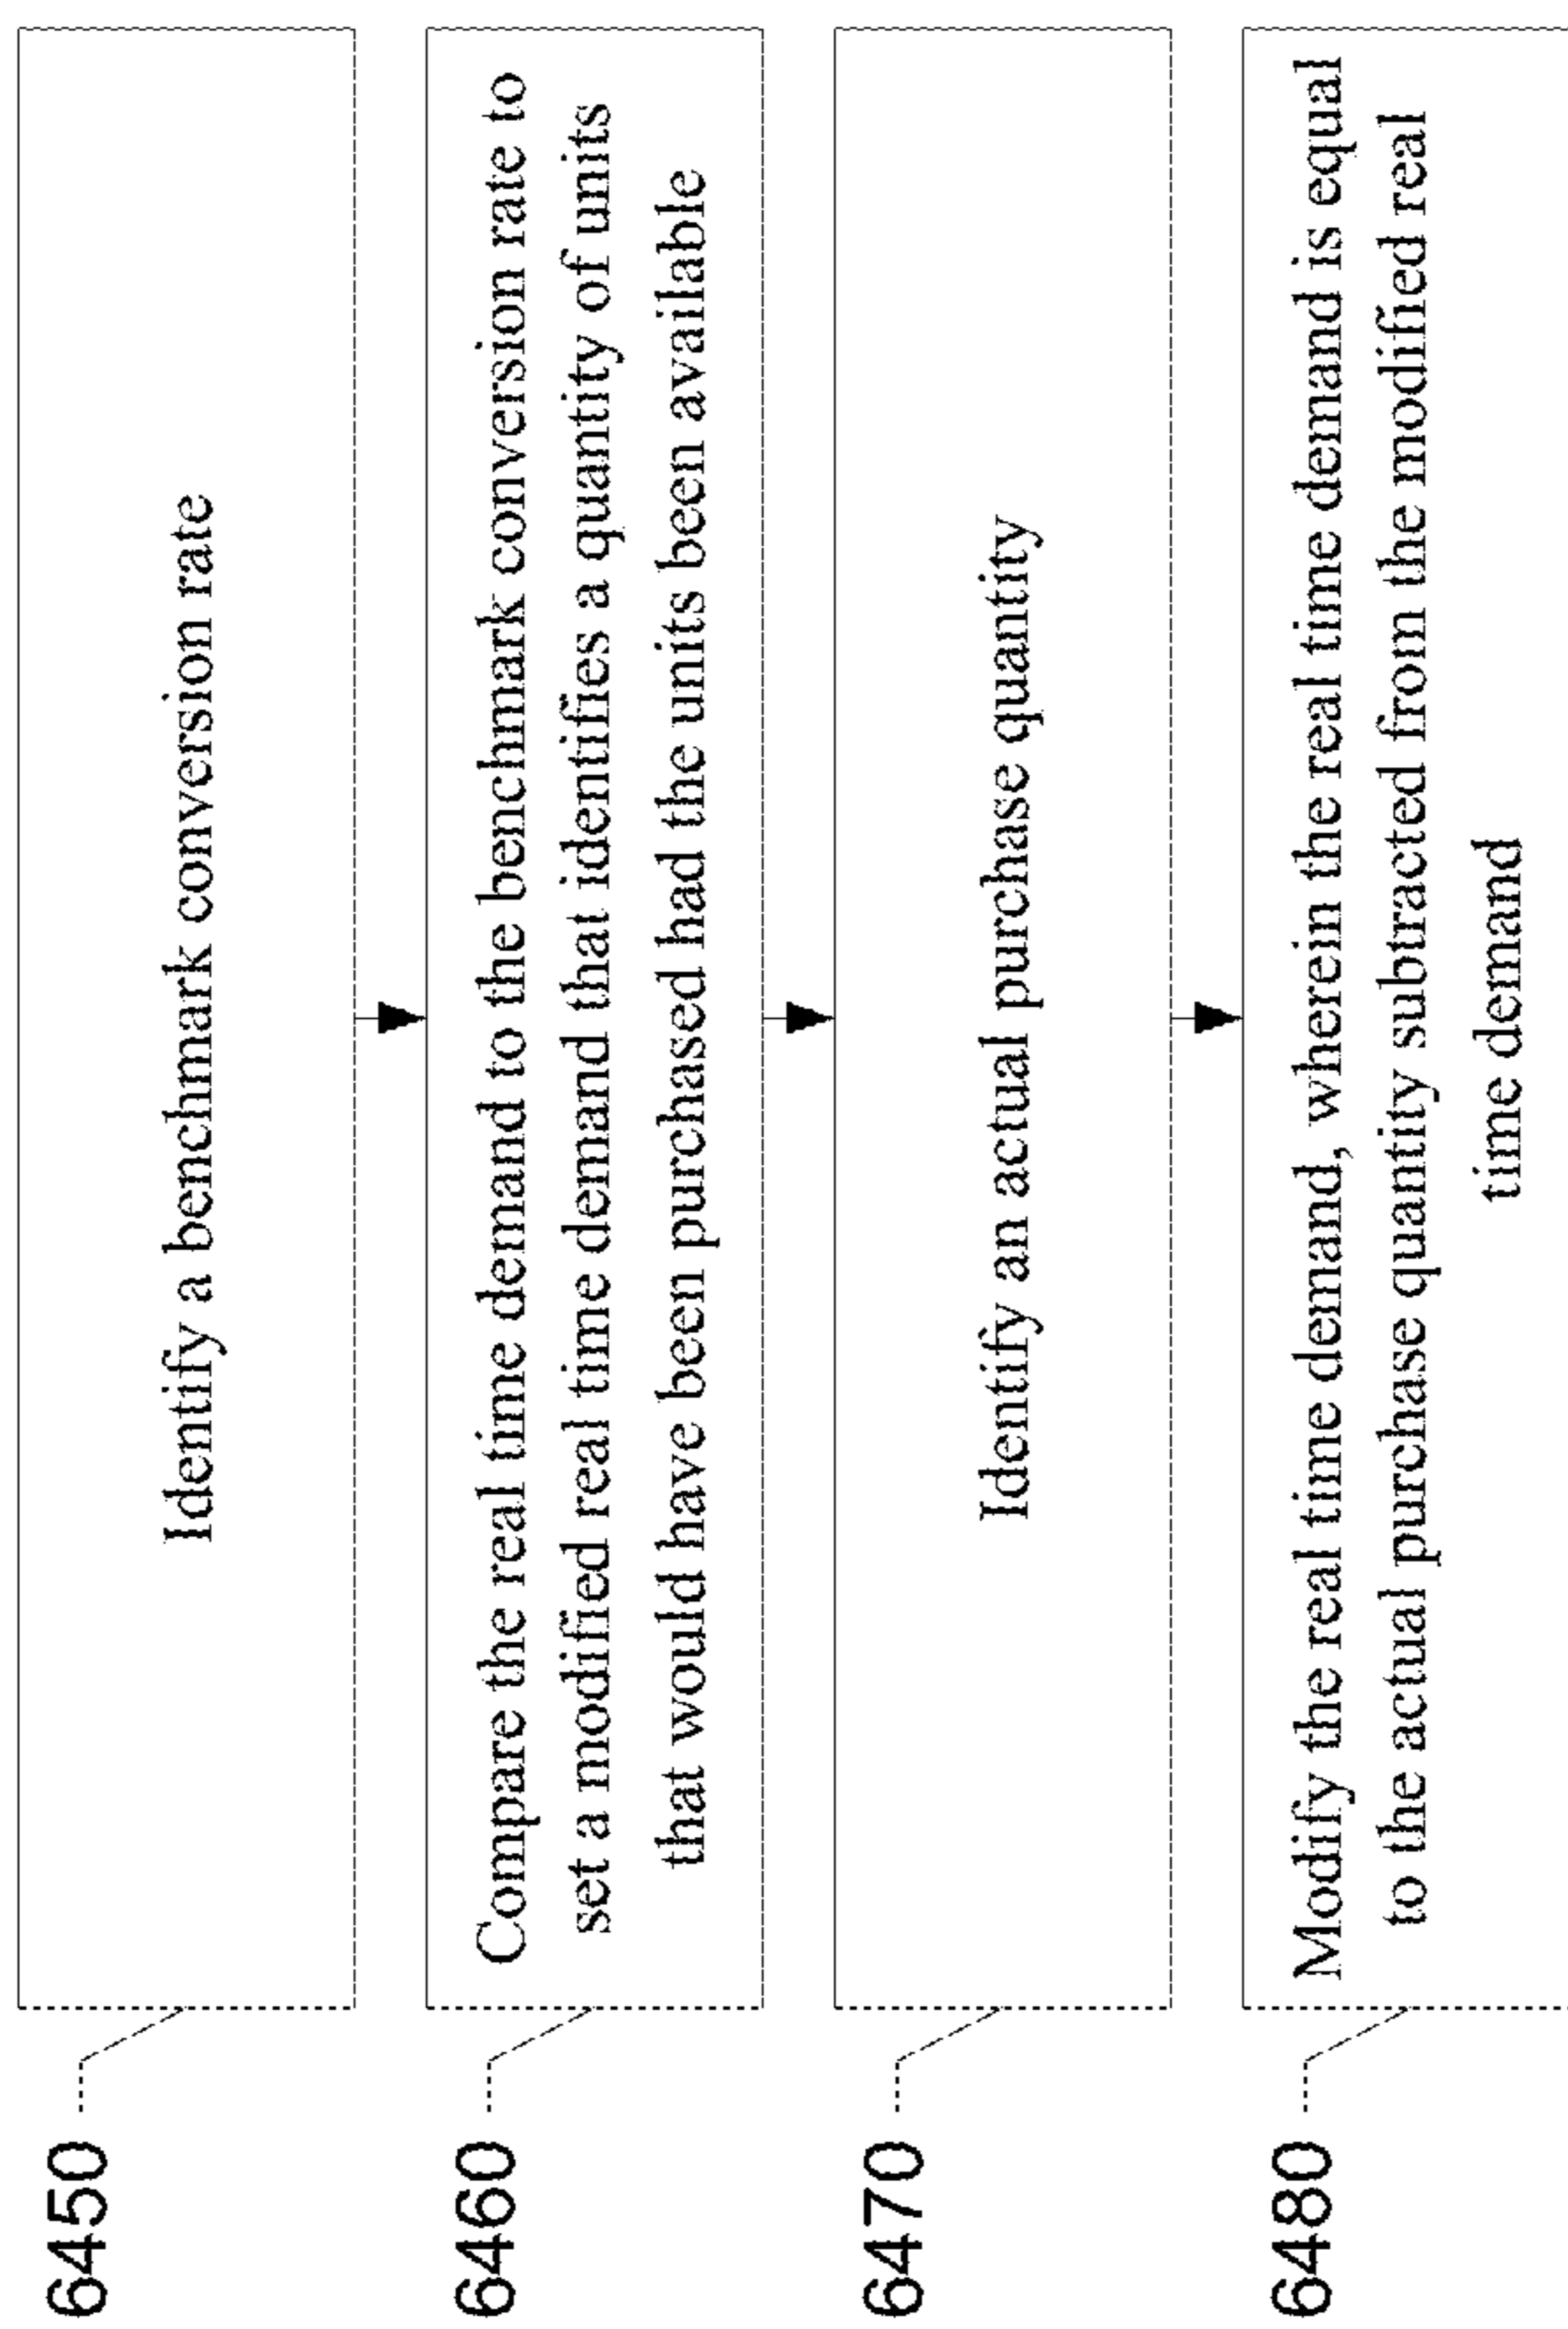 6450
Identify a benchmark conversion rate
6460
Compare the real time demand to the benchmark conversion rate to
set a modified real time demand that identifies a quantity of units
that would have been purchased had the units been available
6470
Identify an actual purchase quantity
6480
Modify the real time demand, wherein the real time demand is equal
to the actual purchase quantity subtracted from the modified real
time demand